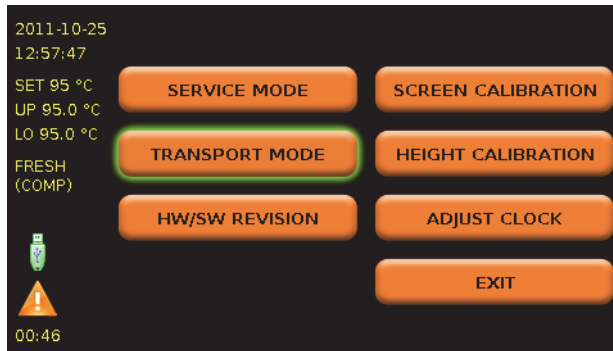 2011-10-25
12:57:47
SET 95 °C
UP 95.0 °C
LO 95.0 °C
FRESH
(COMP)
00:46
SERVICE MODE
TRANSPORT MODE
HW/SW REVISION
SCREEN CALIBRATION
HEIGHT CALIBRATION
ADJUST CLOCK
EXIT